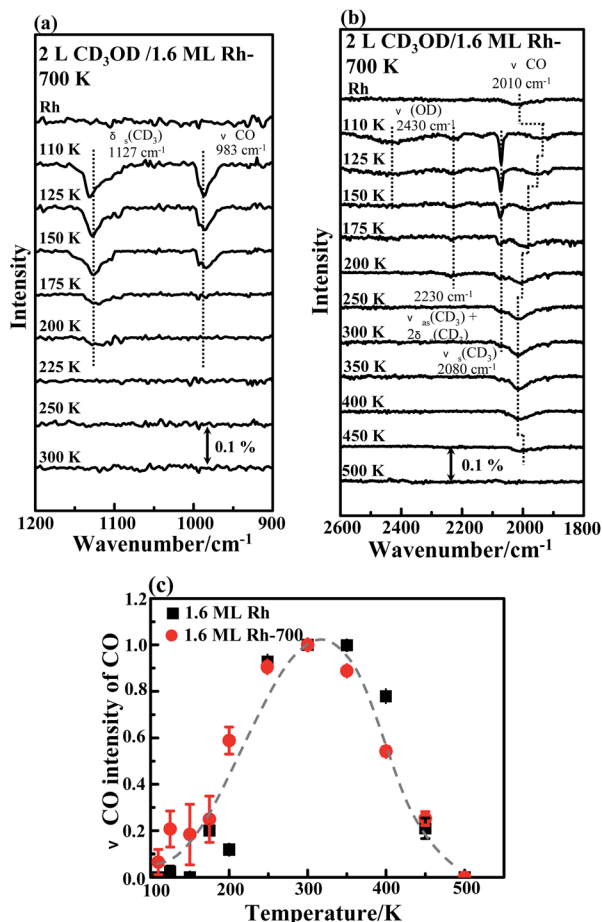 (a)
2 L CD₃OD /1.6 ML Rh-
700 K
Rh
δ s(CD₃)
1127 cm⁻¹
ν CO
983 cm⁻¹
110 K
125 K
150 K
175 K
200 K
225 K
250 K
0.1 %
300 K
Intensity
1200 1100 1000 900
Wavenumber/cm⁻¹
(b)
2 L CD₃OD/1.6 ML Rh-
700 K
ν CO
2010 cm⁻¹
Rh
ν (OD)
2430 cm⁻¹
110 K
125 K
150 K
175 K
200 K
2230 cm⁻¹
250 K
ν as(CD₃) +
300 K
ν s(CD₃)
2080 cm⁻¹
350 K
400 K
450 K
0.1 %
500 K
Intensity
2600 2400 2200 2000 1800
Wavenumber/cm⁻¹
(c)
1.6 ML Rh
1.6 ML Rh-700
ν CO intensity of CO
1.2
1.0
0.8
0.6
0.4
0.2
0.0
100 200 300 400 500
Temperature/K